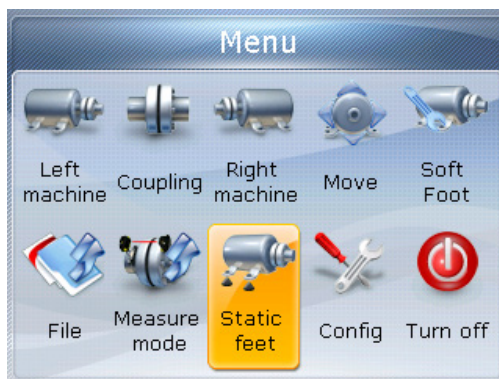 Menu
Left machine
Coupling
Right machine
Move
Soft Foot
File
Measure mode
Static feet
Config
Turn off